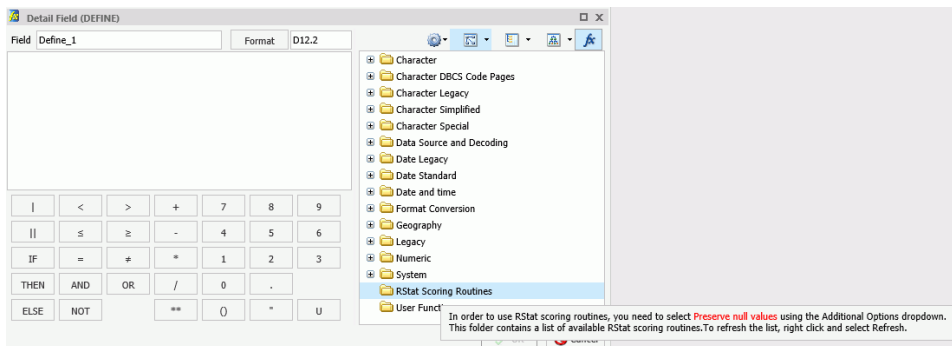 Detail Field (DEFINE)
Field Define_1 Format D12.2 fx
Character
Character DBCS Code Pages
Character Legacy
Character Simplified
Character Special
Data Source and Decoding
Date Legacy
Date Standard
Date and time
Format Conversion
Geography
Legacy
Numeric
System
RStat Scoring Routines
| < > + 7 8 9
|| ≤ ≥ - 4 5 6
IF = ≠ * 1 2 3
THEN AND OR / 0 .
ELSE NOT ** () " U
User
In order to use RStat scoring routines, you need to select Preserve null values using the Additional Options dropdown.
This folder contains a list of available RStat scoring routines.To refresh the list, right click and select Refresh.